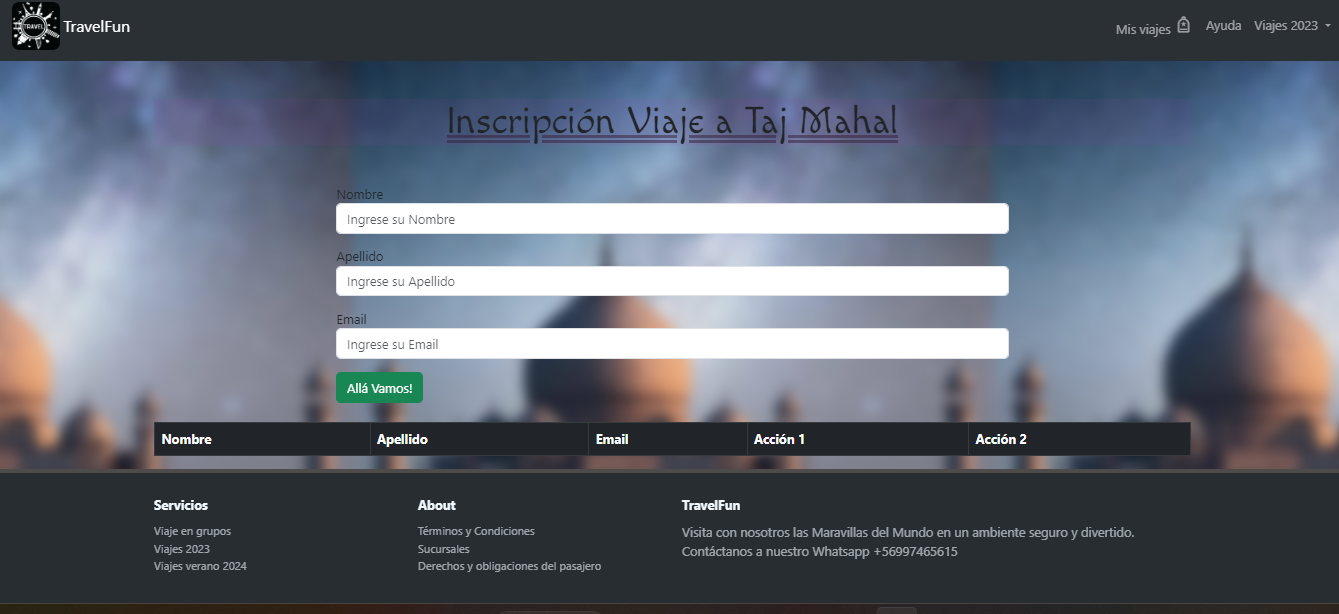 TRAVEL
TravelFun
Mis viajes
Ayuda
Viajes 2023
Inscripción Viaje a Taj Mahal
Nombre
Ingrese su Nombre
Apellido
Ingrese su Apellido
Email
Ingrese su Email
Allá Vamos!
Nombre Apellido Email Acción 1 Acción 2
Servicios
Viaje en grupos
Viajes 2023
Viajes verano 2024
About
Términos y Condiciones
Sucursales
Derechos y obligaciones del pasajero
TravelFun
Visita con nosotros las Maravillas del Mundo en un ambiente seguro y divertido.
Contáctanos a nuestro Whatsapp +56997465615